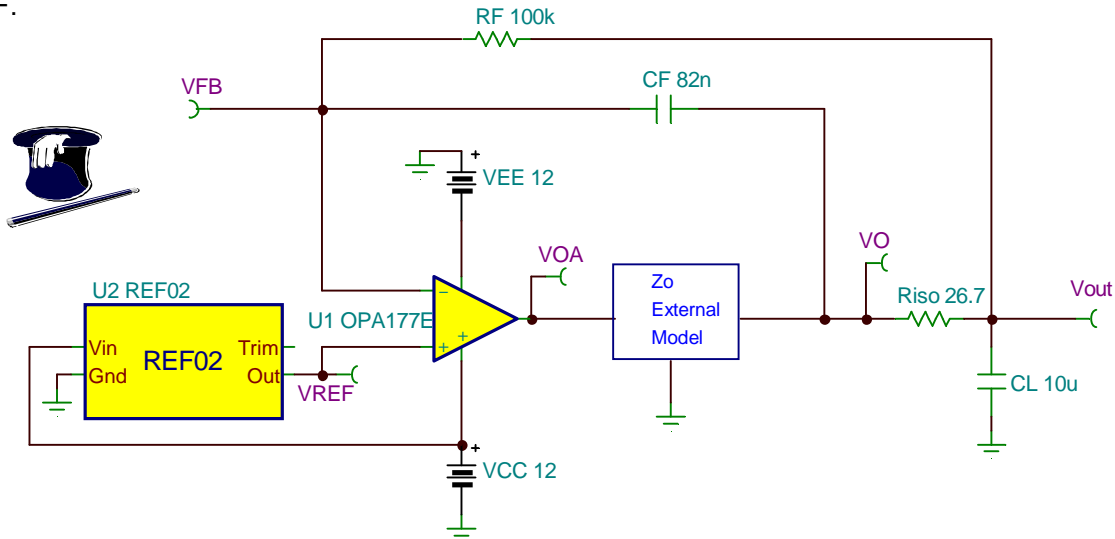 RF 100k
VFB
CF 82n
+
VEE 12
VOA
VO
Zo
External
Model
Riso 26.7
Vout
U2 REF02
U1 OPA177E
−
+
+
Vin
Trim
REF02
Gnd
Out
VREF
CL 10u
+
VCC 12